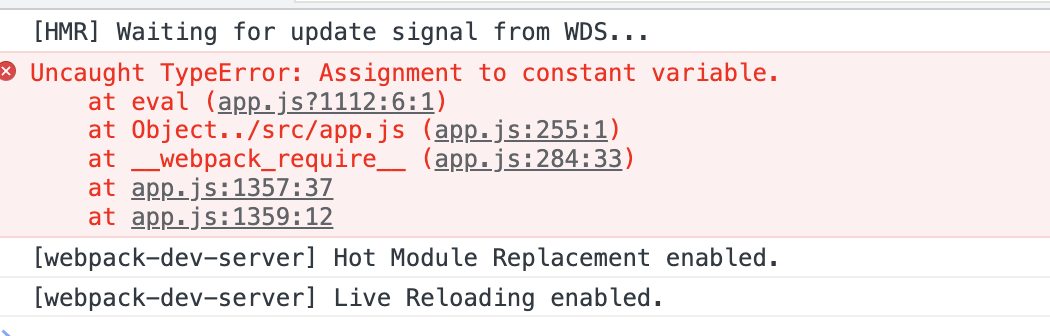 [HMR] Waiting for update signal from WDS...
Uncaught TypeError: Assignment to constant variable.
at eval (app.js?1112:6:1)
at Object../src/app.js (app.js:255:1)
at __webpack_require__ (app.js:284:33)
at app.js:1357:37
at app.js:1359:12
[webpack-dev-server] Hot Module Replacement enabled.
[webpack-dev-server] Live Reloading enabled.